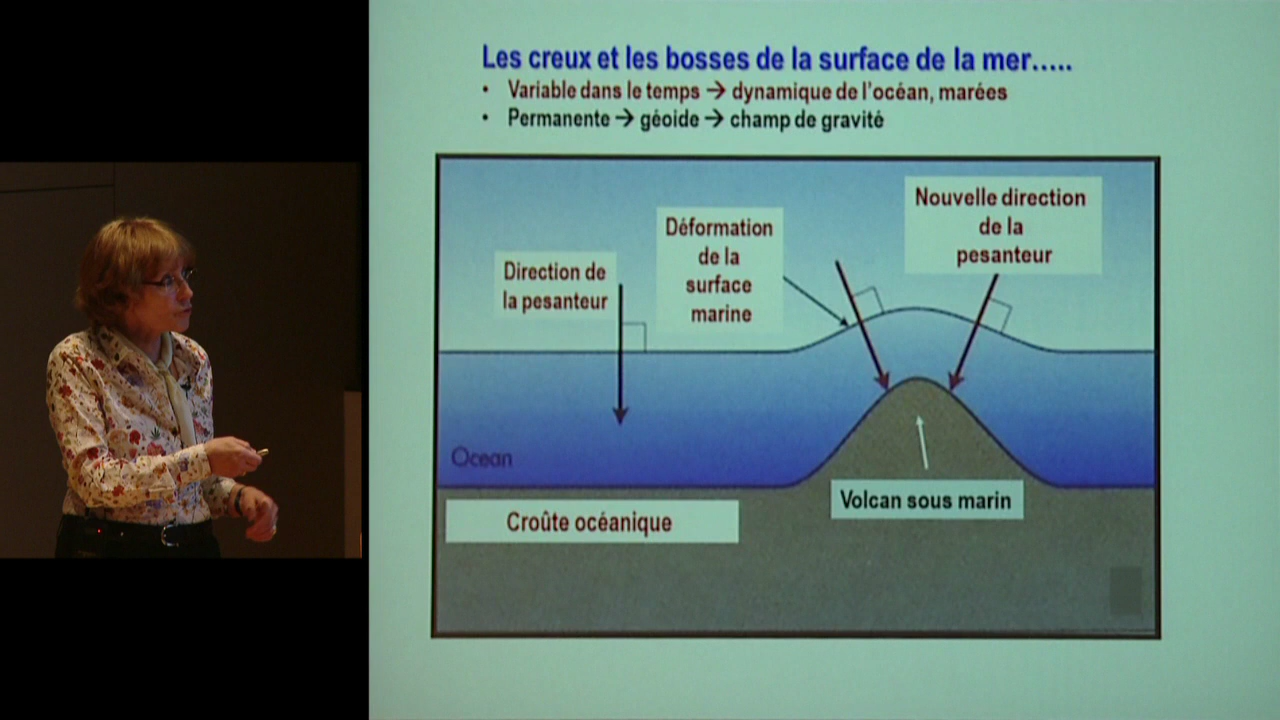 Les creux et les bosses de la surface de la mer.....
• Variable dans le temps → dynamique de l'océan, marées
• Permanente → géoide → champ de gravité
Nouvelle direction
de la
pesanteur
Déformation
de la
surface
marine
Direction de
la pesanteur
Ocean
Volcan sous marin
Croûte océanique